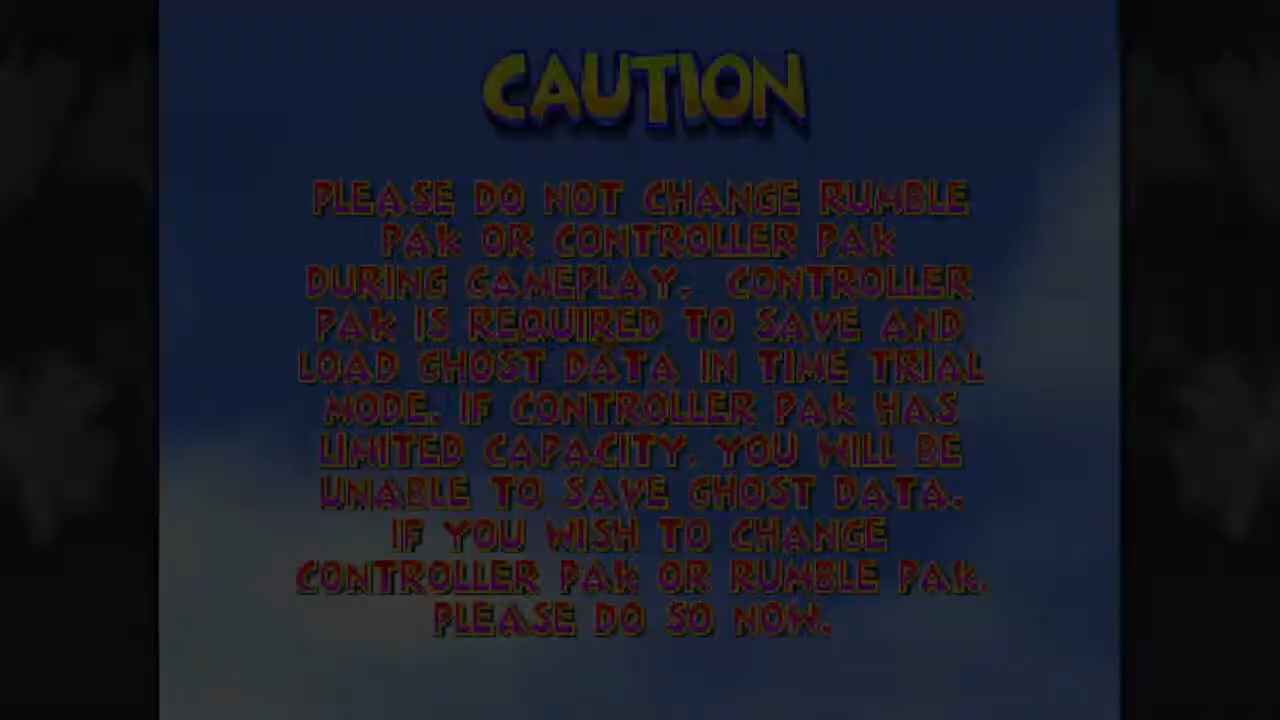 CAUTION
PLEASE DO NOT CHANGE RUMBLE
PAK OR CONTROLLER PAK
DURING GAMEPLAY. CONTROLLER
PAK IS REQUIRED TO SAVE AND
LOAD GHOST DATA IN TIME TRIAL
MODE. IF CONTROLLER PAK HAS
LIMITED CAPACITY, YOU WILL BE
UNABLE TO SAVE GHOST DATA.
IF YOU WISH TO CHANGE
CONTROLLER PAK OR RUMBLE PAK,
PLEASE DO SO NOW.